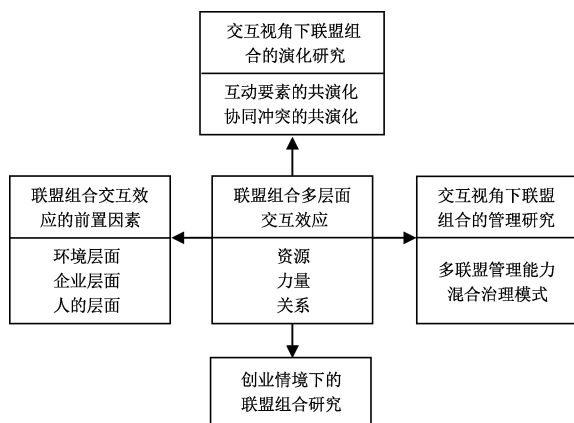 交互视角下联盟组
合的演化研究
互动要素的共演化
协同冲突的共演化
联盟组合交互效
应的前置因素
环境层面
企业层面
人的层面
联盟组合多层面
交互效应
资源
力量
关系
交互视角下联盟
组合的管理研究
多联盟管理能力
混合治理模式
创业情境下的
联盟组合研究